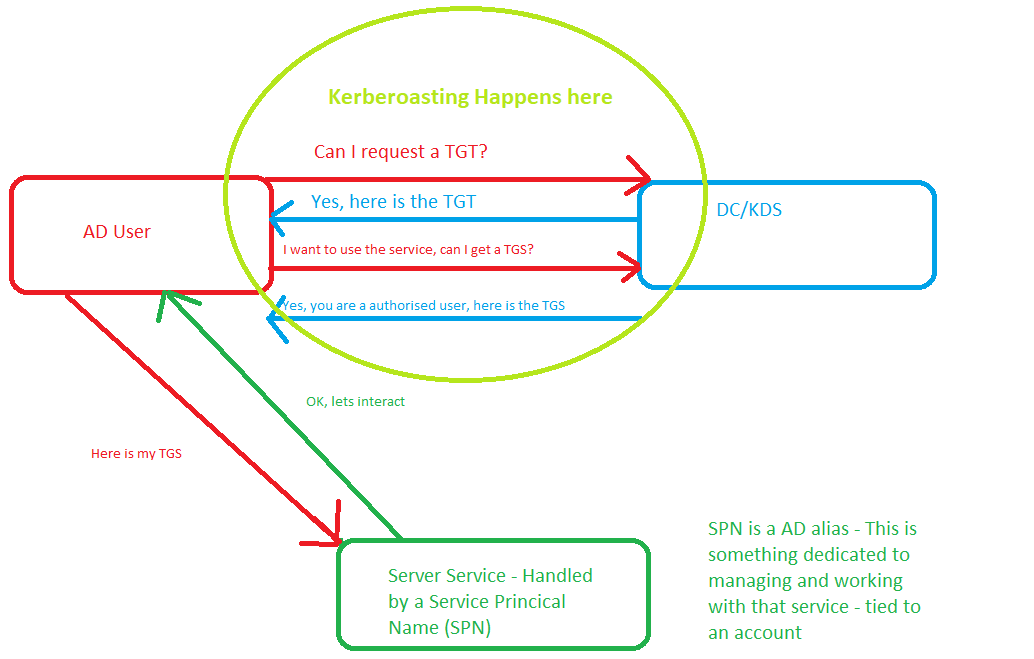 Kerberoasting Happens here
Can I request a TGT?
Yes, here is the TGT
DC/KDS
AD User
I want to use the service, can I get a TGS?
Yes, you are a authorised user, here is the TGS
OK, lets interact
Here is my TGS
Server Service - Handled
by a Service Princical
Name (SPN)
SPN is a AD alias - This is
something dedicated to
managing and working
with that service - tied to
an account